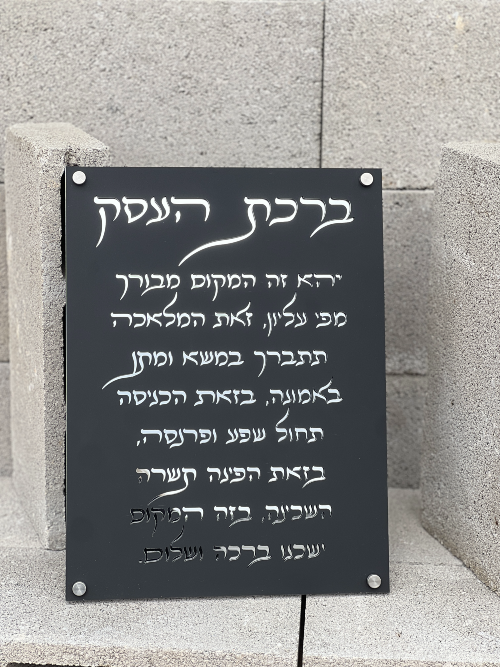 ברכת העסק
יהא זה המקום מבורך
מפי עליון, זאת המלאכה
תתברך במשא ומתן
באמונה, בזאת הכניסה
תחול שפע ופרנסה,
בזאת הפינה תשרה
השכינה, בזה המקום
ישכנו ברכה ושלום.